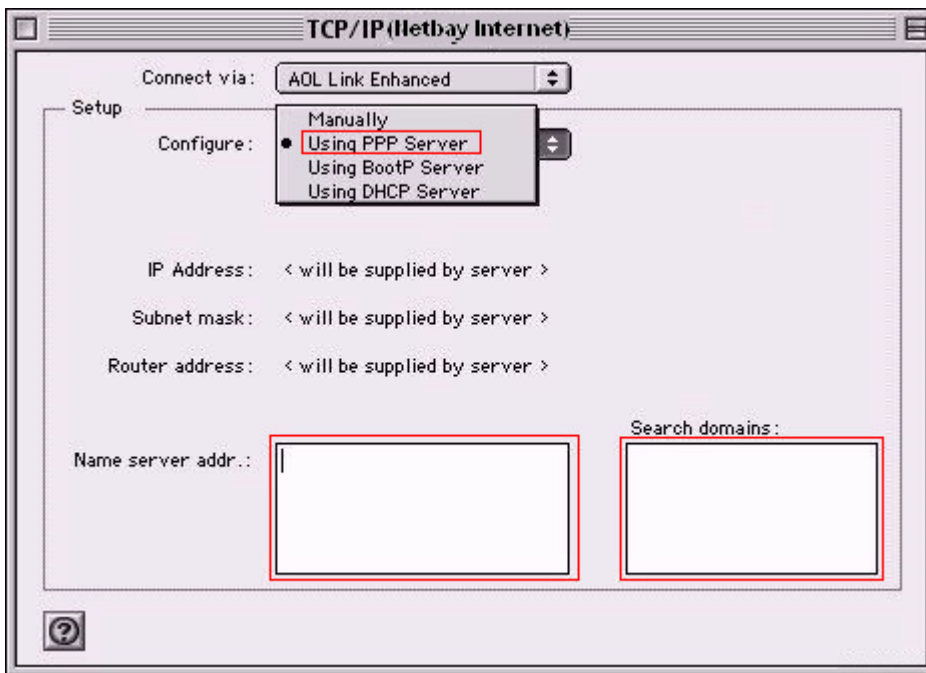 TCP/IP(Netbay Internet)
Connect via: AOL Link Enhanced
Setup
Configure:
Manually
Using PPP Server
Using BootP Server
Using DHCP Server
IP Address: < will be supplied by server >
Subnet mask: < will be supplied by server >
Router address: < will be supplied by server >
Search domains:
Name server addr.: